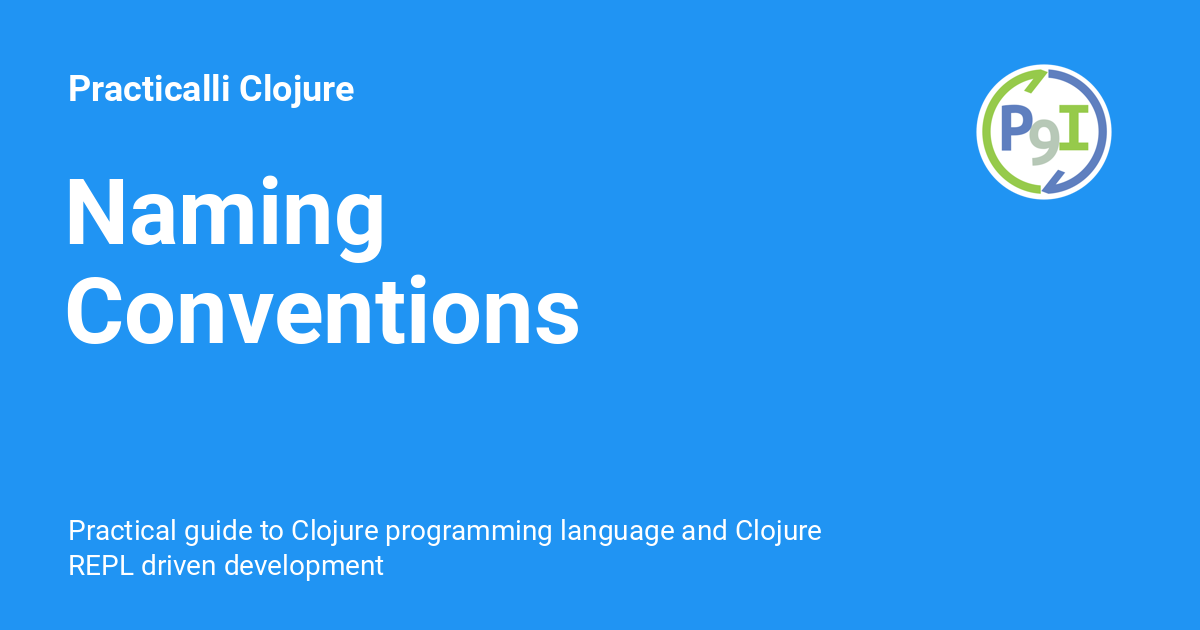 Practicalli Clojure
P9I
Naming
Conventions
Practical guide to Clojure programming language and Clojure
REPL driven development